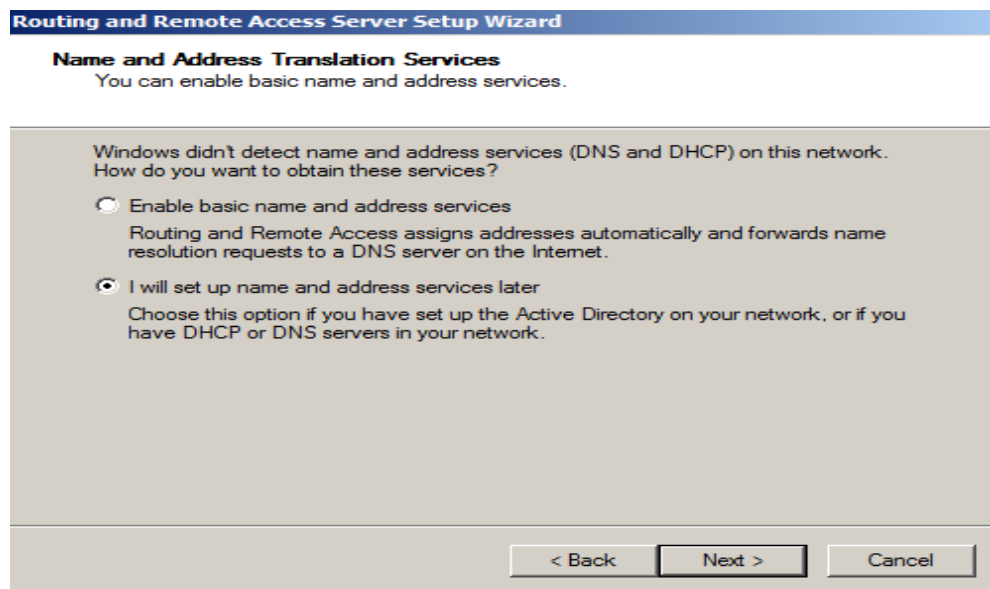 Routing and Remote Access Server Setup Wizard
Name and Address Translation Services
You can enable basic name and address services.
Windows didn't detect name and address services (DNS and DHCP) on this network.
How do you want to obtain these services?
Enable basic name and address services
Routing and Remote Access assigns addresses automatically and forwards name
resolution requests to a DNS server on the Internet.
I will set up name and address services later
Choose this option if you have set up the Active Directory on your network, or if you
have DHCP or DNS servers in your network.
< Back Next > Cancel